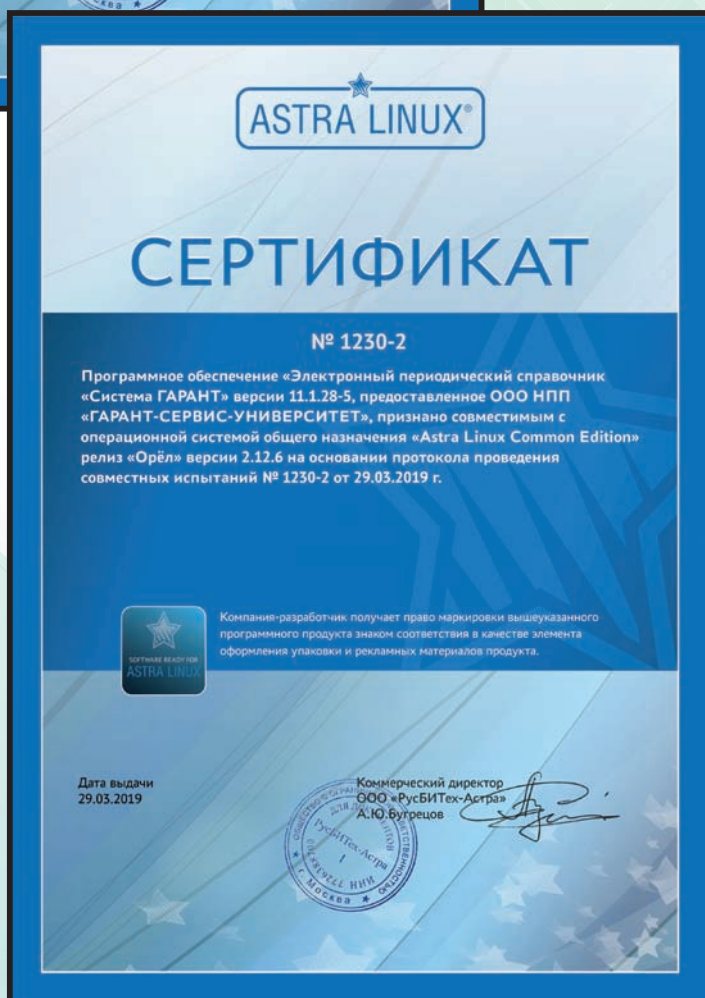 Москва
ASTRA LINUX®
СЕРТИФИКАТ
№ 1230-2
Программное обеспечение «Электронный периодический справочник
«Система ГАРАНТ» версии 11.1.28-5, предоставленное ООО НПП
«ГАРАНТ-СЕРВИС-УНИВЕРСИТЕТ», признано совместимым с
операционной системой общего назначения «Astra Linux Common Edition»
релиз «Орёл» версии 2.12.6 на основании протокола проведения
совместных испытаний № 1230-2 от 29.03.2019 г.
SOFTWARE READY FOR
ASTRA LINUX
Компания-разработчик получает право маркировки вышеуказанного
программного продукта знаком соответствия в качестве элемента
оформления упаковки и рекламных материалов продукта.
Дата выдачи
29.03.2019
Коммерческий директор
ООО «РусБИТех-Астра»
А.Ю.Бугрецов
ДЛЯ ДОКУМЕНТОВ
РусБИТех-Астра
1
г. Москва